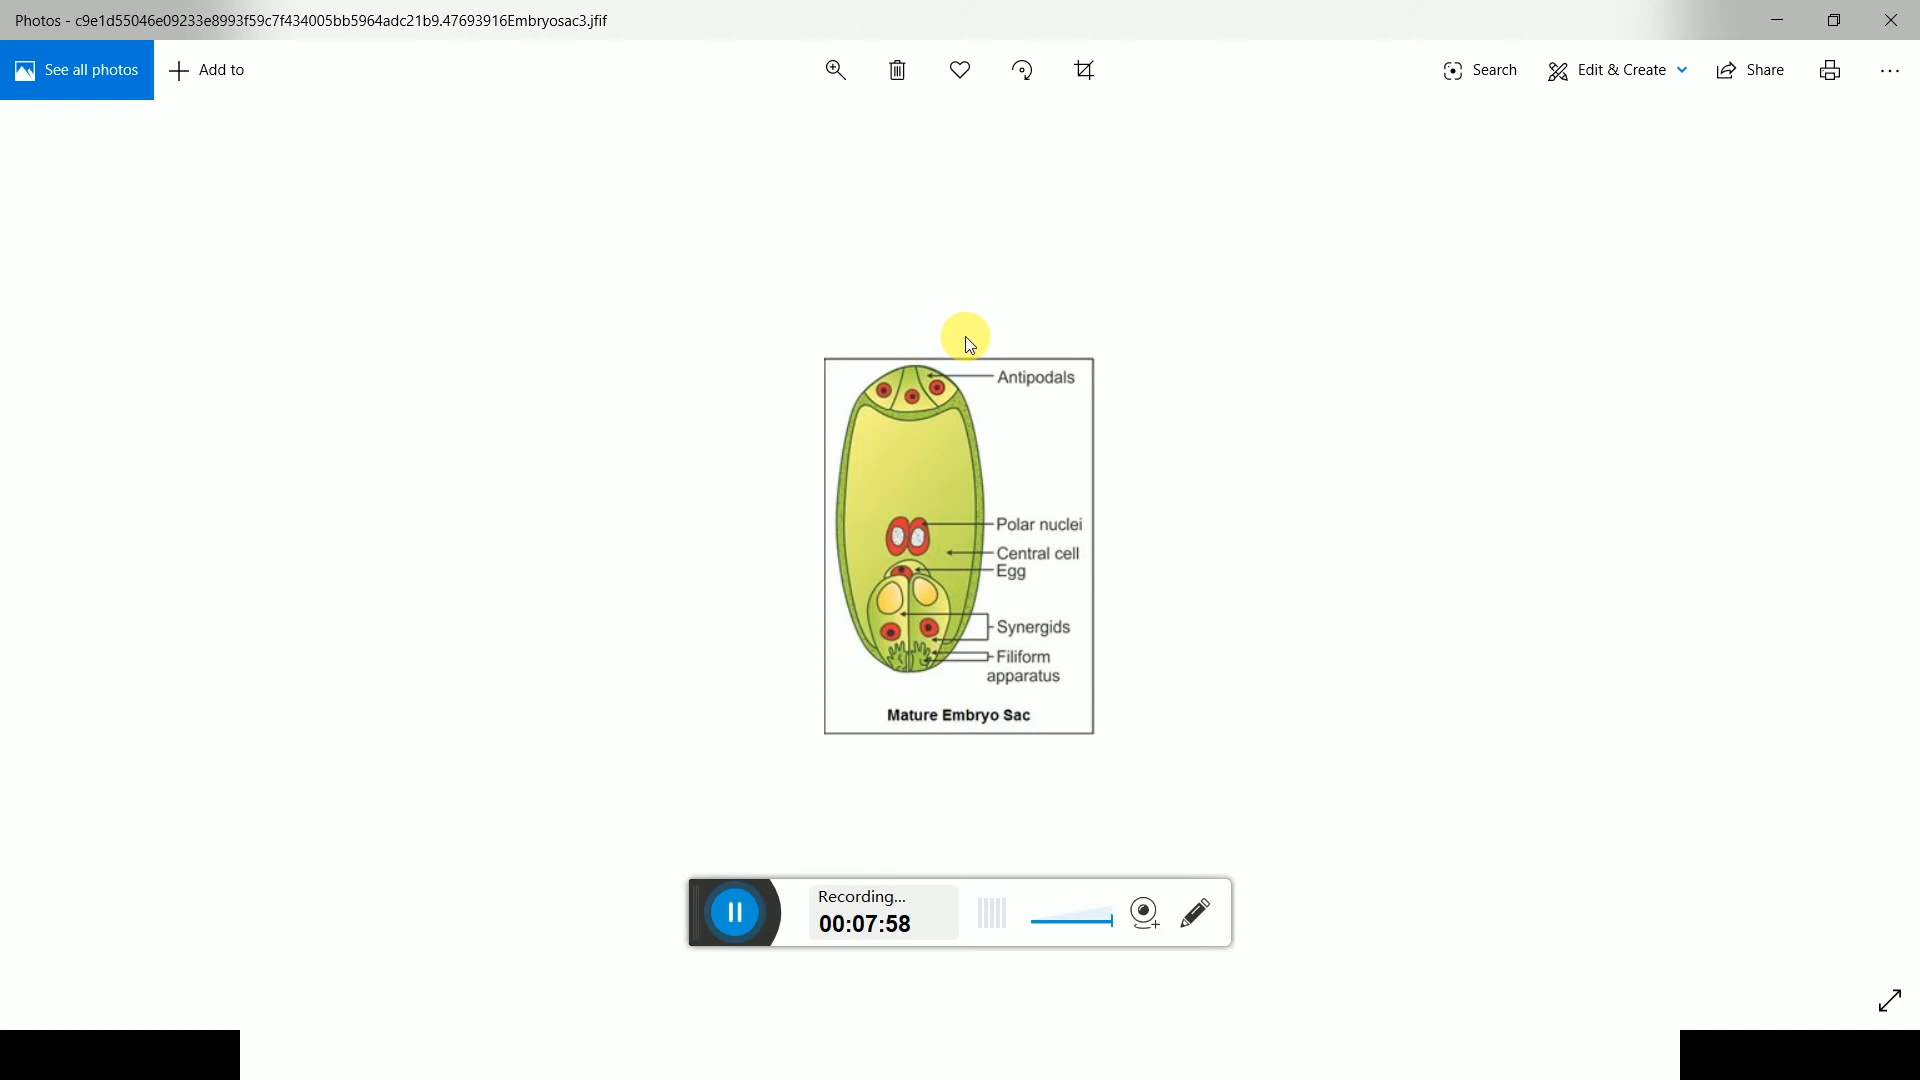 Photos - c9e1d55046e09233e8993f59c7f434005bb5964adc21b9.47693916Embryosac3.jfif
See all photos
Add to
Search
Edit & Create
Share
Antipodals
Polar nuclei
Central cell
Egg
Synergids
Filiform
apparatus
Mature Embryo Sac
Recording...
00:07:58